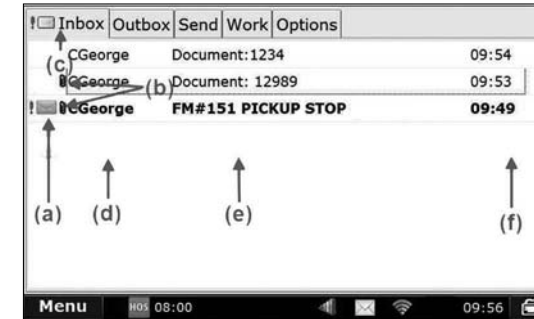 Inbox Outbox Send Work Options
CGeorge Document:1234 09:54
(c)
CGeorge Document: 12989 09:53
(b)
CGeorge FM#151 PICKUP STOP 09:49
(a) (d) (e) (f)
Menu HOS 08:00 09:56